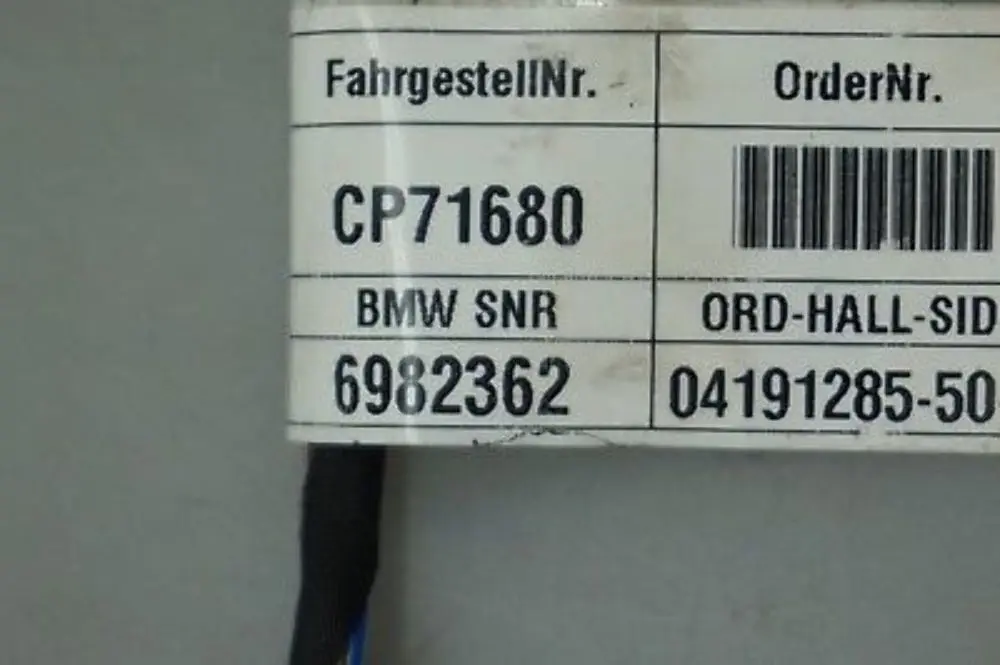 FahrgestellNr. OrderNr.
CP71680
BMW SNR ORD-HALL-SID
6982362 04191285-50